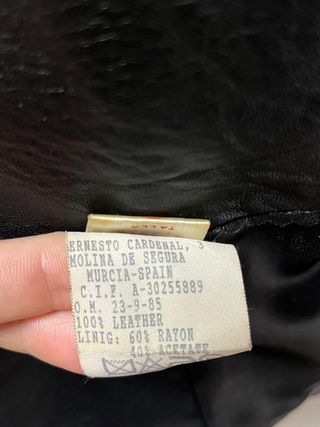 TALLA
ERNESTO CARDENAL, 3
MOLINA DE SEGURA
MURCIA-SPAIN
C.I.F. A-30255889
O.M. 23-9-85
100% LEATHER
LINIG: 60% RAYON
40% ACETATE